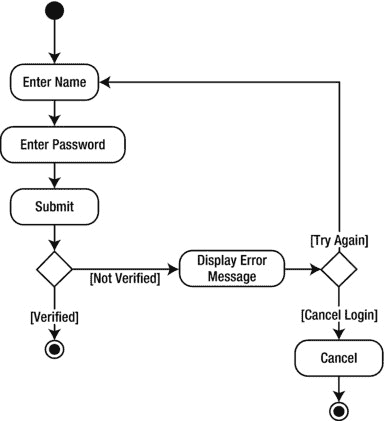 Enter Name
Enter Password
Submit
[Try Again]
Display Error
Message
[Not Verified]
[Verified]
[Cancel Login]
Cancel